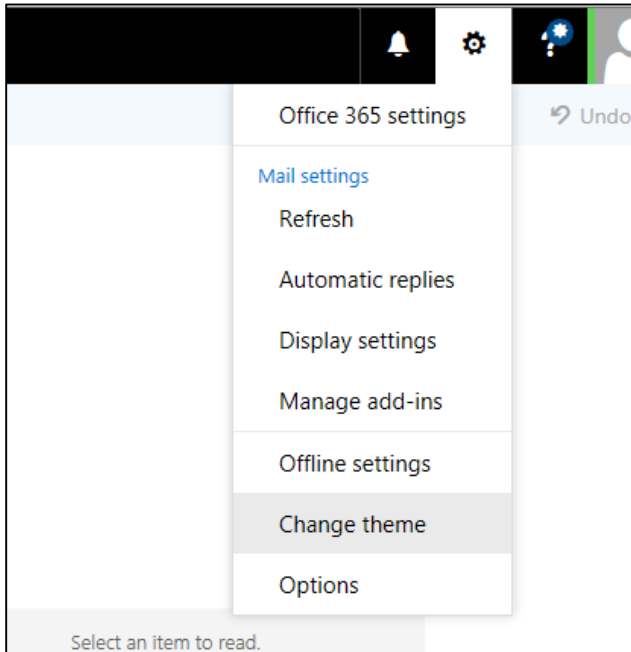 Office 365 settings
Undo
Mail settings
Refresh
Automatic replies
Display settings
Manage add-ins
Offline settings
Change theme
Options
Select an item to read.